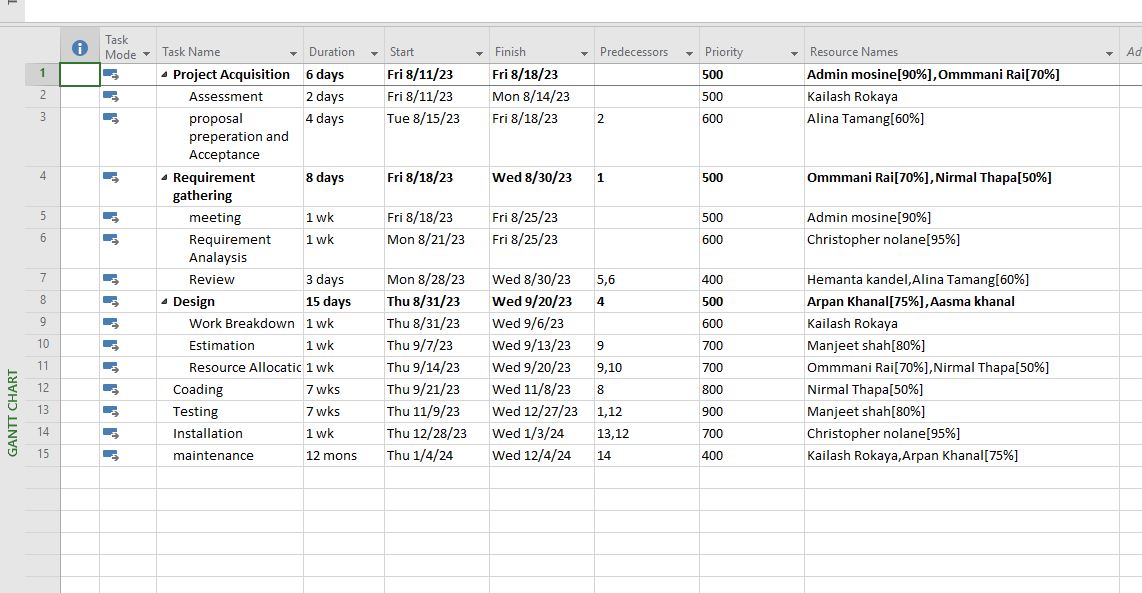 Task Mode Task Name Duration Start Finish Predecessors Priority Resource Names Ad
1 Project Acquisition 6 days Fri 8/11/23 Fri 8/18/23 500 Admin mosine[90%],Ommmani Rai[70%]
2 Assessment 2 days Fri 8/11/23 Mon 8/14/23 500 Kailash Rokaya
3 proposal preperation and Acceptance 4 days Tue 8/15/23 Fri 8/18/23 2 600 Alina Tamang[60%]
4 Requirement gathering 8 days Fri 8/18/23 Wed 8/30/23 1 500 Ommmani Rai[70%],Nirmal Thapa[50%]
5 meeting 1 wk Fri 8/18/23 Fri 8/25/23 500 Admin mosine[90%]
6 Requirement Analaysis 1 wk Mon 8/21/23 Fri 8/25/23 600 Christopher nolane[95%]
7 Review 3 days Mon 8/28/23 Wed 8/30/23 5,6 400 Hemanta kandel,Alina Tamang[60%]
8 Design 15 days Thu 8/31/23 Wed 9/20/23 4 500 Arpan Khanal[75%],Aasma khanal
9 Work Breakdown 1 wk Thu 8/31/23 Wed 9/6/23 600 Kailash Rokaya
10 Estimation 1 wk Thu 9/7/23 Wed 9/13/23 9 700 Manjeet shah[80%]
11 Resource Allocatic 1 wk Thu 9/14/23 Wed 9/20/23 9,10 700 Ommmani Rai[70%],Nirmal Thapa[50%]
12 Coading 7 wks Thu 9/21/23 Wed 11/8/23 8 800 Nirmal Thapa[50%]
13 Testing 7 wks Thu 11/9/23 Wed 12/27/23 1,12 900 Manjeet shah[80%]
14 Installation 1 wk Thu 12/28/23 Wed 1/3/24 13,12 700 Christopher nolane[95%]
15 maintenance 12 mons Thu 1/4/24 Wed 12/4/24 14 400 Kailash Rokaya,Arpan Khanal[75%]
GANTT CHART